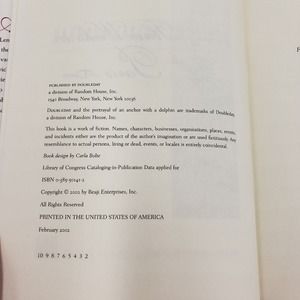 PUBLISHED BY DOUBLEDAY
a division of Random House, Inc.
1540 Broadway, New York, New York 10036
DOUBLEDAY and the portrayal of an anchor with a dolphin are trademarks of Doubleday,
a division of Random House, Inc.
This book is a work of fiction. Names, characters, businesses, organizations, places, events,
and incidents either are the product of the author's imagination or are used fictitiously. Any
resemblance to actual persons, living or dead, events, or locales is entirely coincidental.
Book design by Carla Bolte
Library of Congress Cataloging-in-Publication Data applied for
ISBN 0-385-50141-2
Copyright © 2002 by Beaji Enterprises, Inc.
All Rights Reserved
PRINTED IN THE UNITED STATES OF AMERICA
February 2002
10 9 8 7 6 5 4 3 2